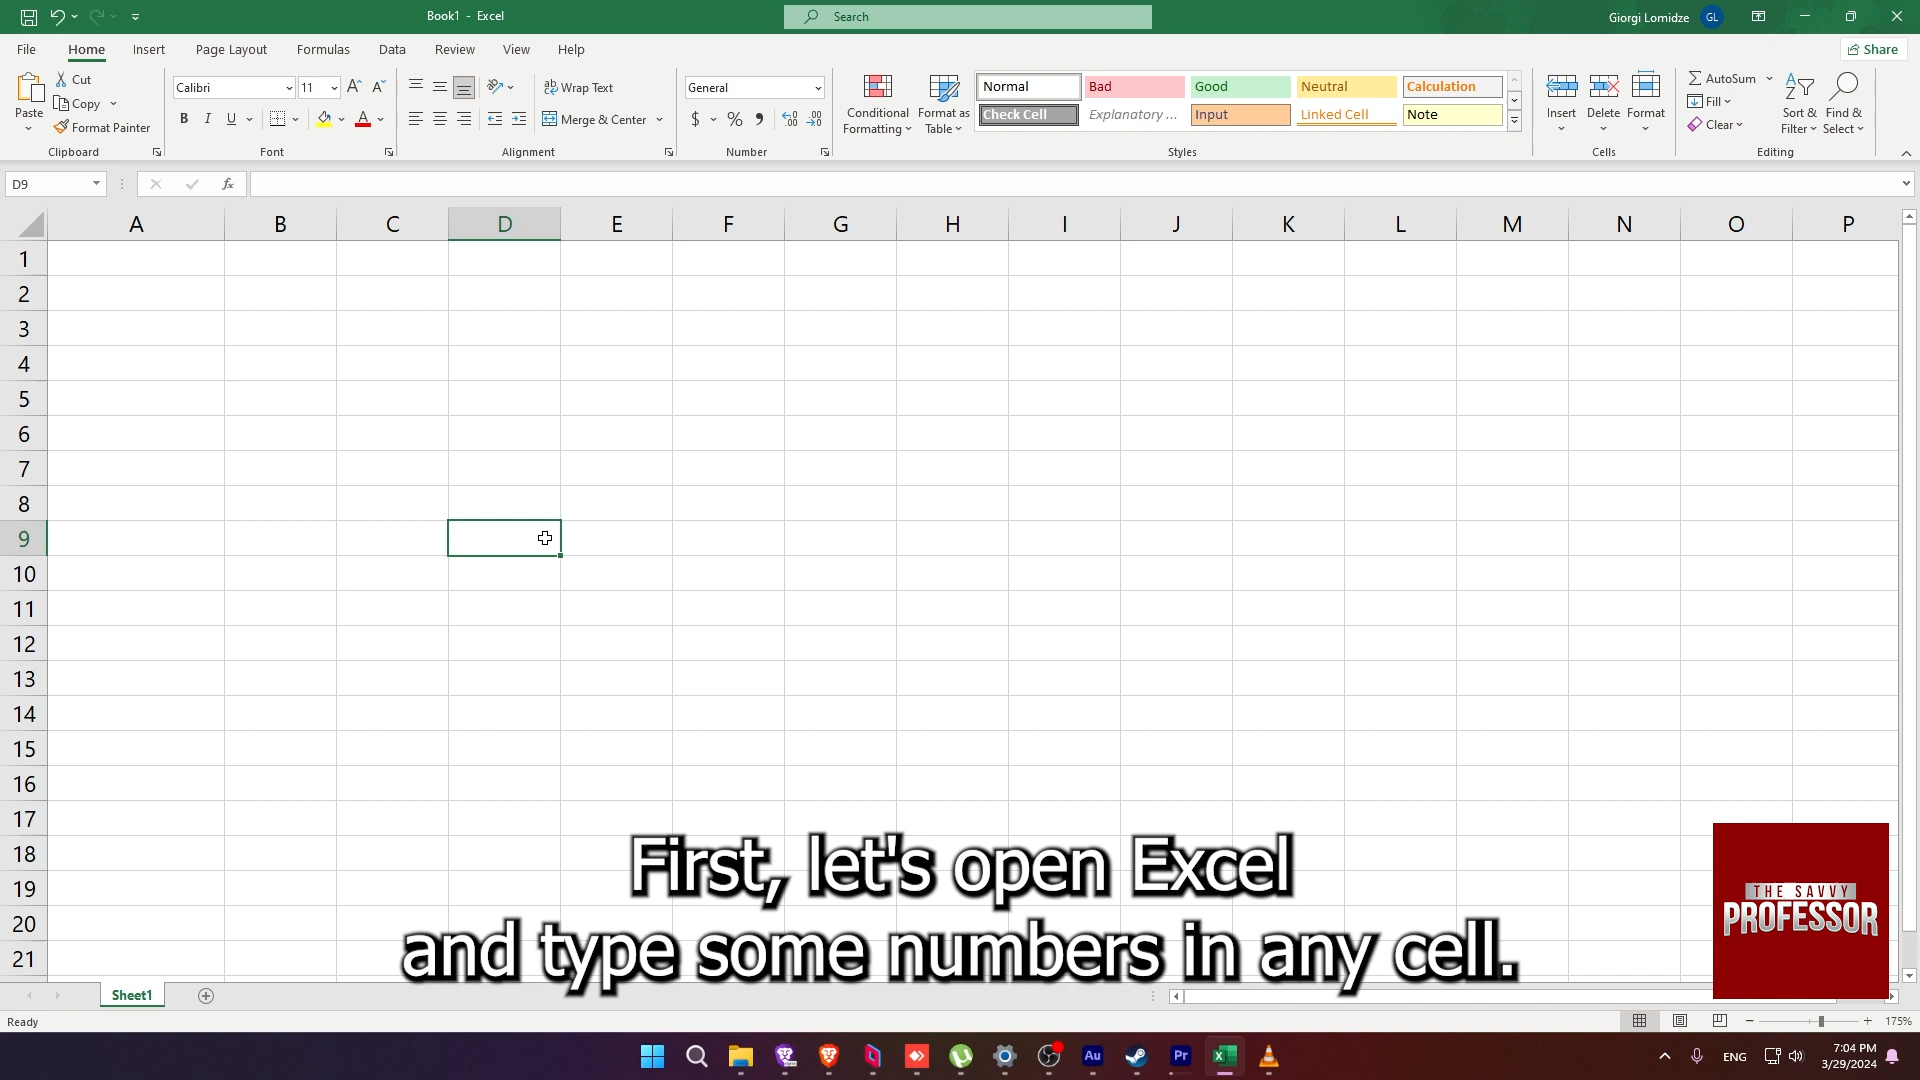 Book1 - Excel
Search
Giorgi Lomidze
GL
File
Home
Insert
Page Layout
Formulas
Data
Review
View
Help
Share
Paste
Cut
Copy
Format Painter
Clipboard
Calibri
11
A
A
B
I
U
A
Font
Wrap Text
Merge & Center
Alignment
General
$
%
Number
Conditional
Formatting
Format as
Table
Normal
Bad
Good
Neutral
Calculation
Check Cell
Explanatory ...
Input
Linked Cell
Note
Styles
Insert
Delete
Format
Cells
AutoSum
Fill
Clear
Sort &
Filter
Find &
Select
Editing
D9
fx
A B C D E F G H I J K L M N O P
1
2
3
4
5
6
7
8
9
10
11
12
13
14
15
16
17
18
19
20
21
First, let's open Excel
and type some numbers in any cell.
THE SAVVY
PROFESSOR
Sheet1
Ready
175%
Au
Pr
ENG
7:04 PM
3/29/2024